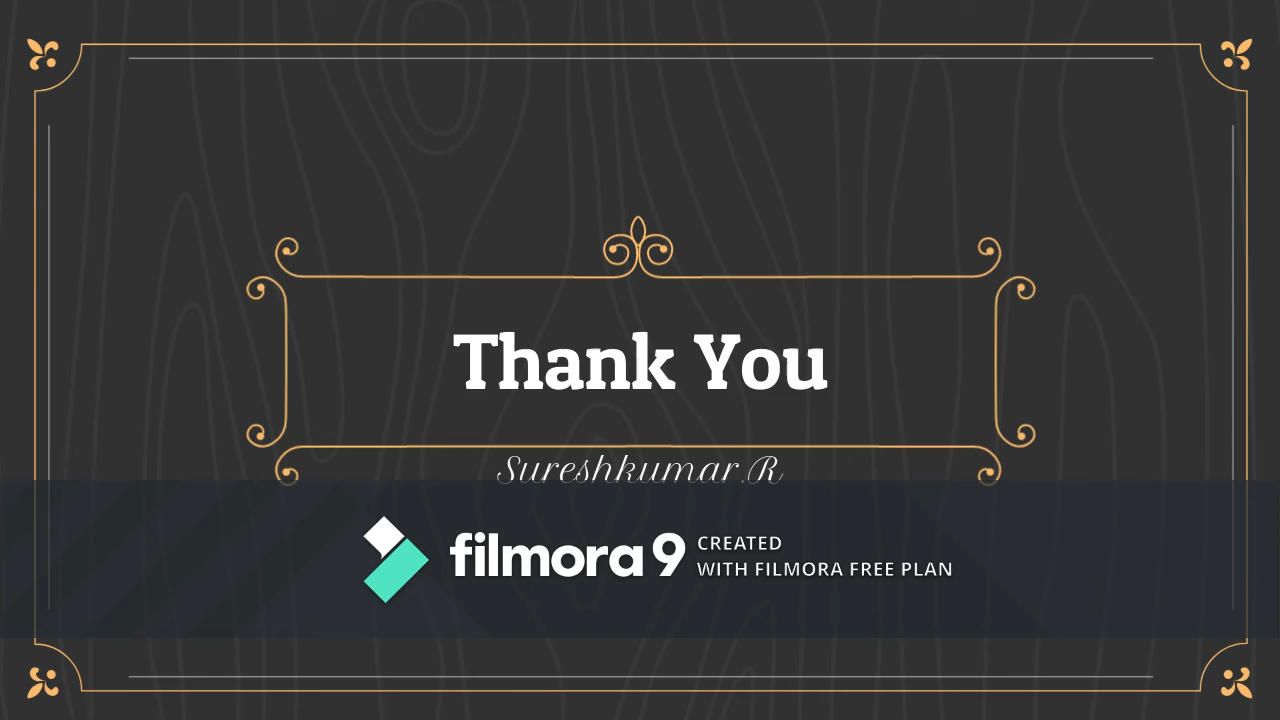 Thank You
Sureshkumar.R
filmora 9 CREATED
WITH FILMORA FREE PLAN